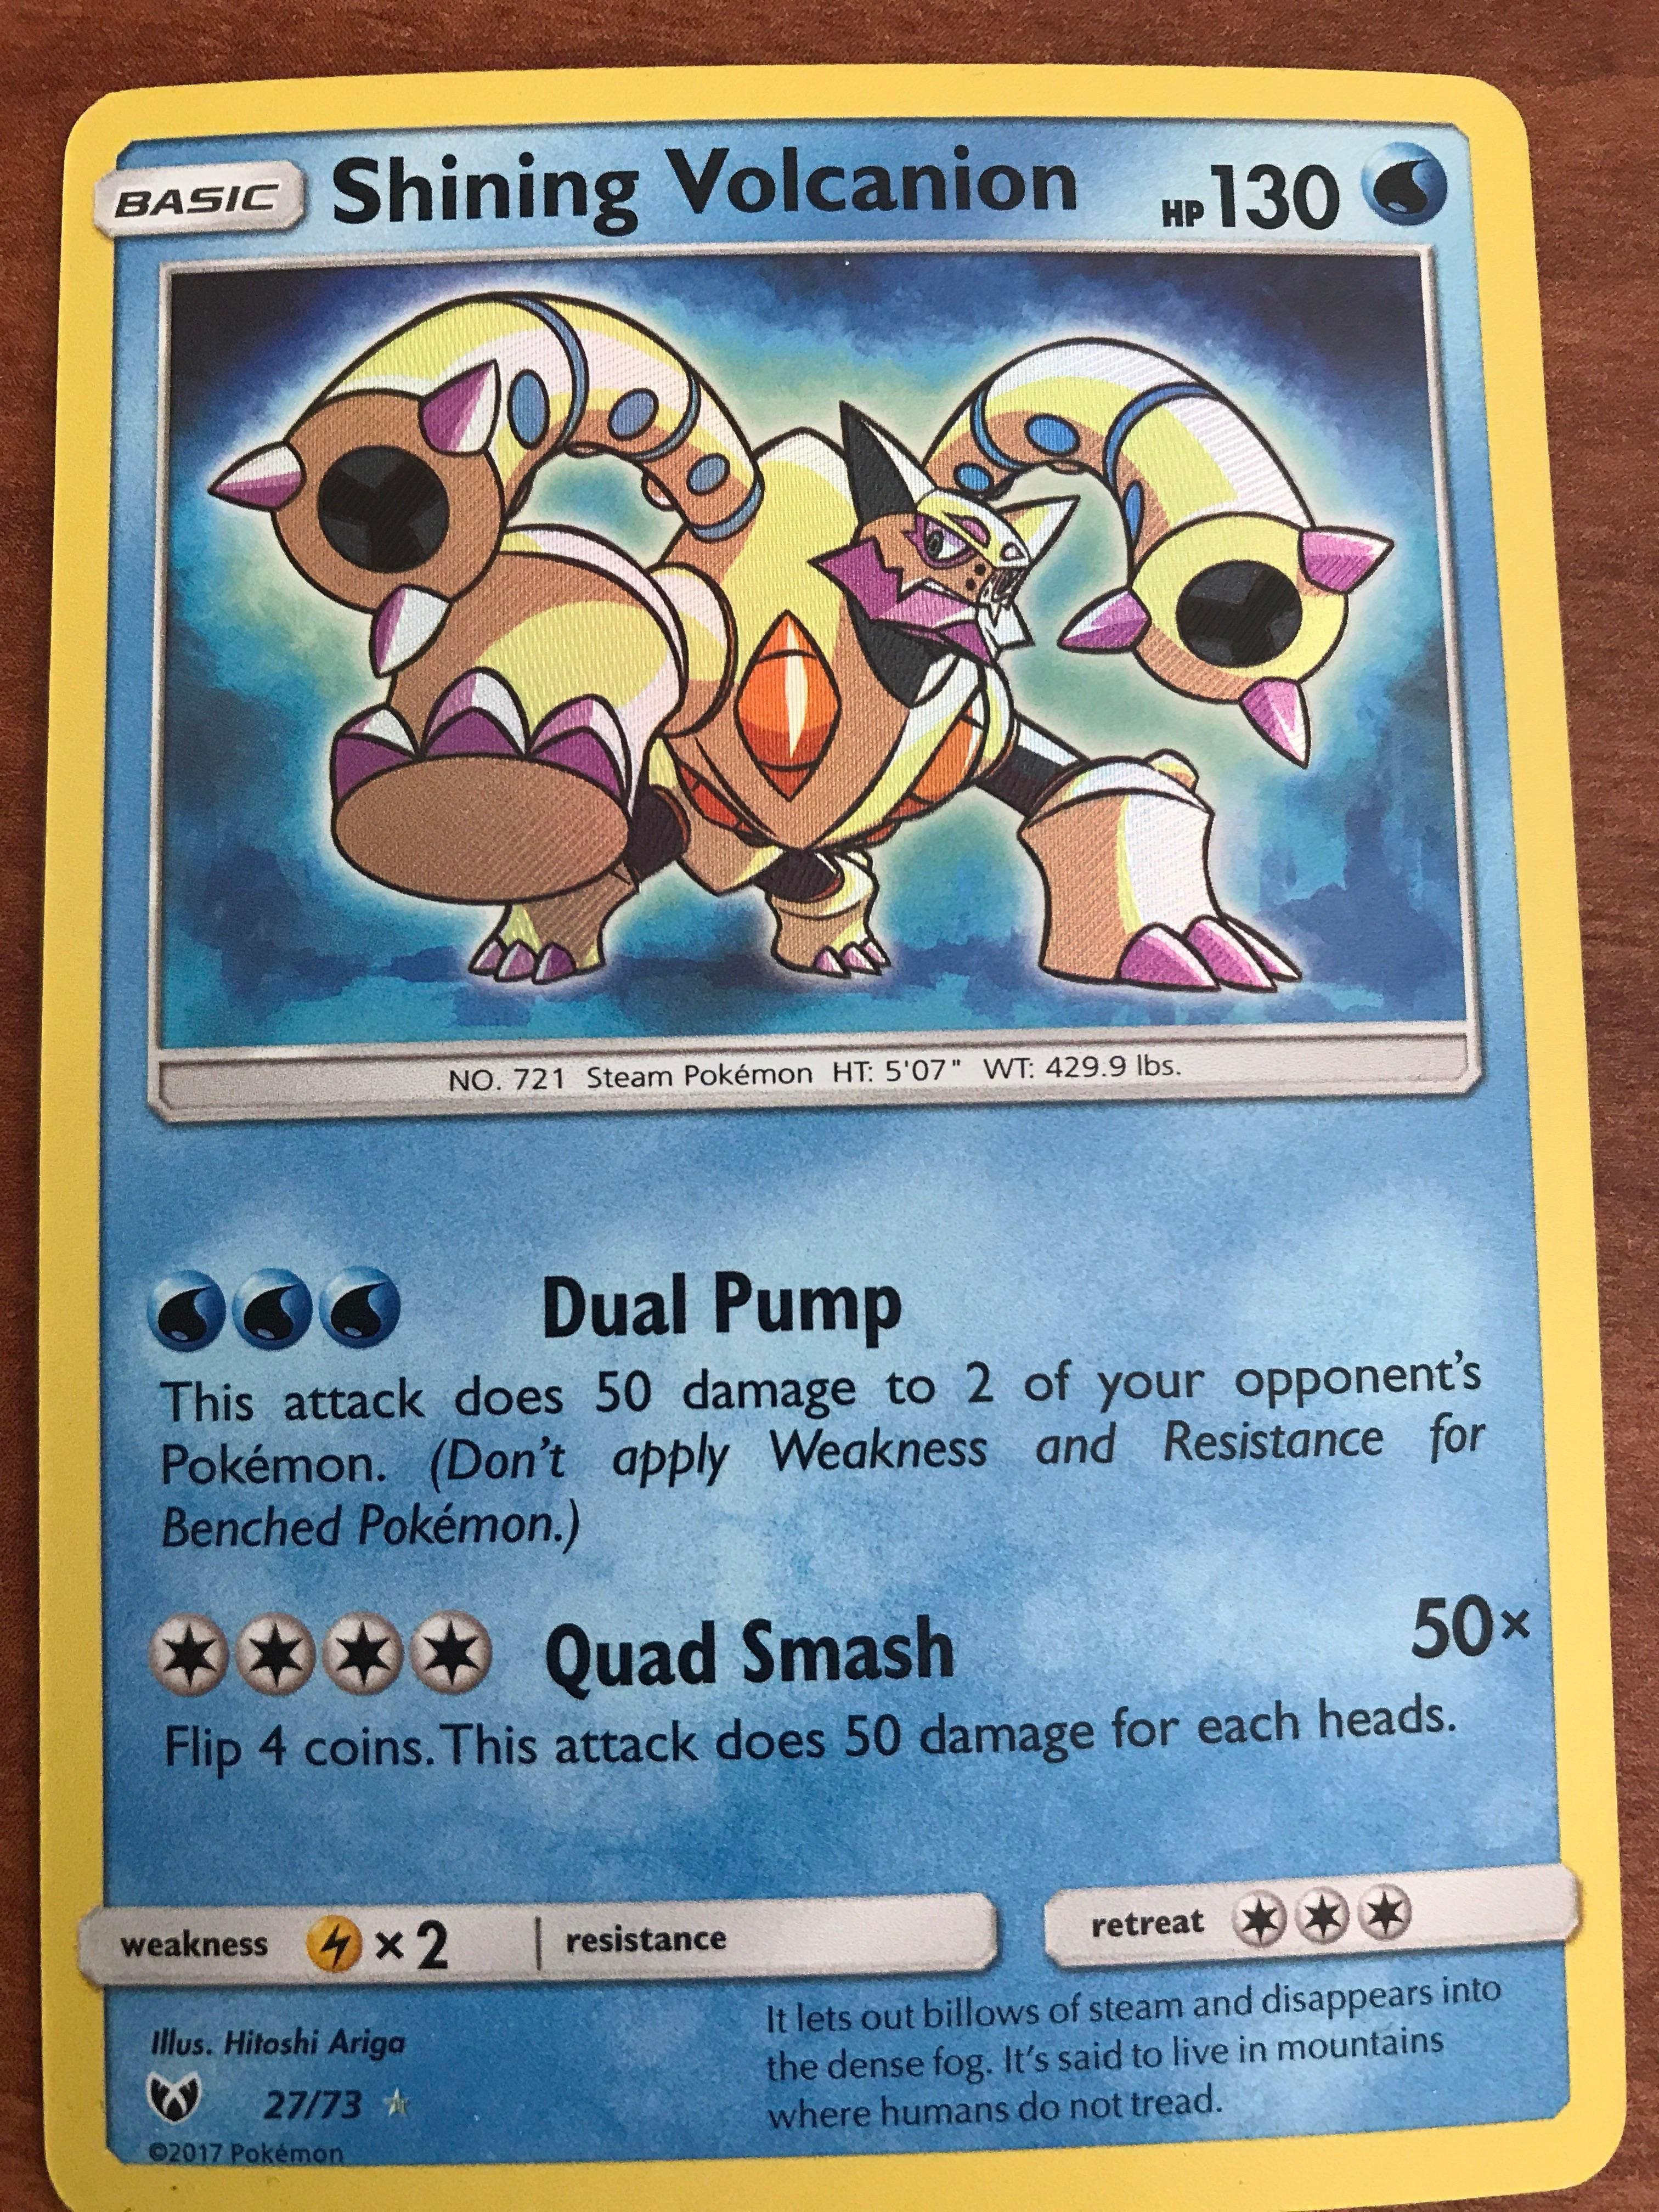 BASIC Shining Volcanion HP 130
NO. 721 Steam Pokémon HT: 5'07" WT: 429.9 lbs.
Dual Pump
This attack does 50 damage to 2 of your opponent's
Pokémon. (Don't apply Weakness and Resistance for
Benched Pokémon.)
Quad Smash 50×
Flip 4 coins. This attack does 50 damage for each heads.
weakness ×2 resistance
retreat
Illus. Hitoshi Ariga
27/73
©2017 Pokémon
It lets out billows of steam and disappears into
the dense fog. It's said to live in mountains
where humans do not tread.